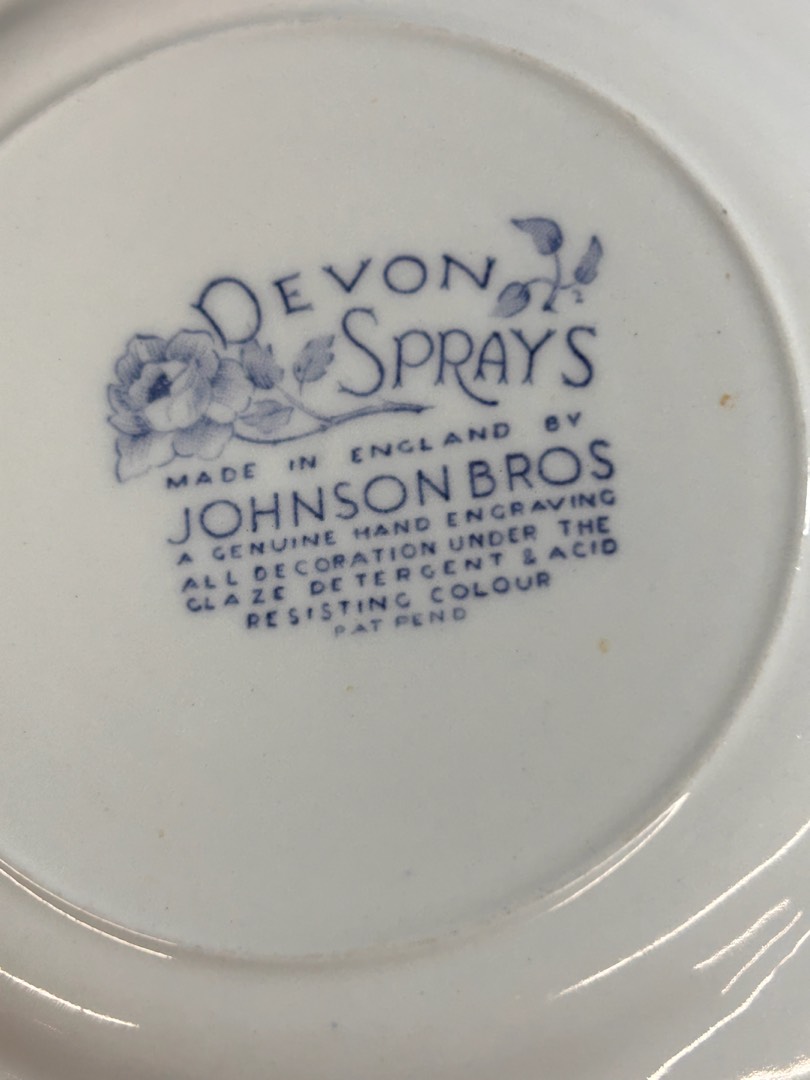 DEVON
SPRAYS
2
MADE IN ENGLAND BY
JOHNSON BROS
A GENUINE HAND ENGRAVING
ALL DECORATION UNDER THE
GLAZE DETERGENT & ACID
RESISTING COLOUR
PAT PEND